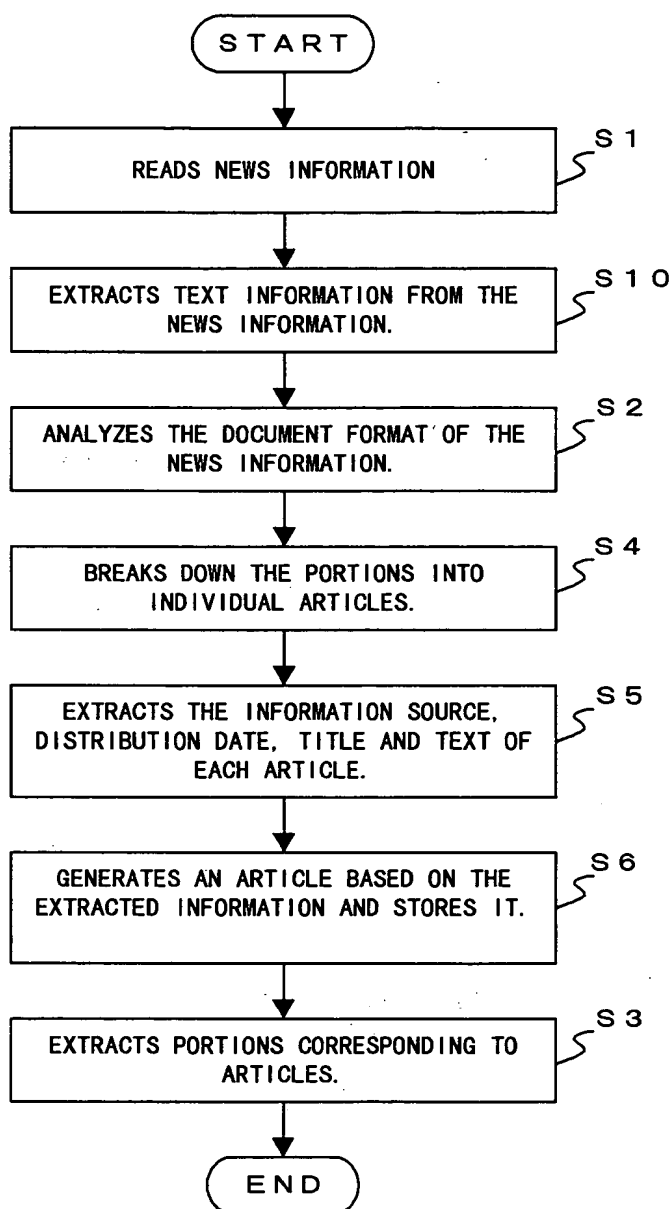 START
S1
READS NEWS INFORMATION
S10
EXTRACTS TEXT INFORMATION FROM THE
NEWS INFORMATION.
S2
ANALYZES THE DOCUMENT FORMAT OF THE
NEWS INFORMATION.
S4
BREAKS DOWN THE PORTIONS INTO
INDIVIDUAL ARTICLES.
S5
EXTRACTS THE INFORMATION SOURCE,
DISTRIBUTION DATE, TITLE AND TEXT OF
EACH ARTICLE.
S6
GENERATES AN ARTICLE BASED ON THE
EXTRACTED INFORMATION AND STORES IT.
S3
EXTRACTS PORTIONS CORRESPONDING TO
ARTICLES.
END